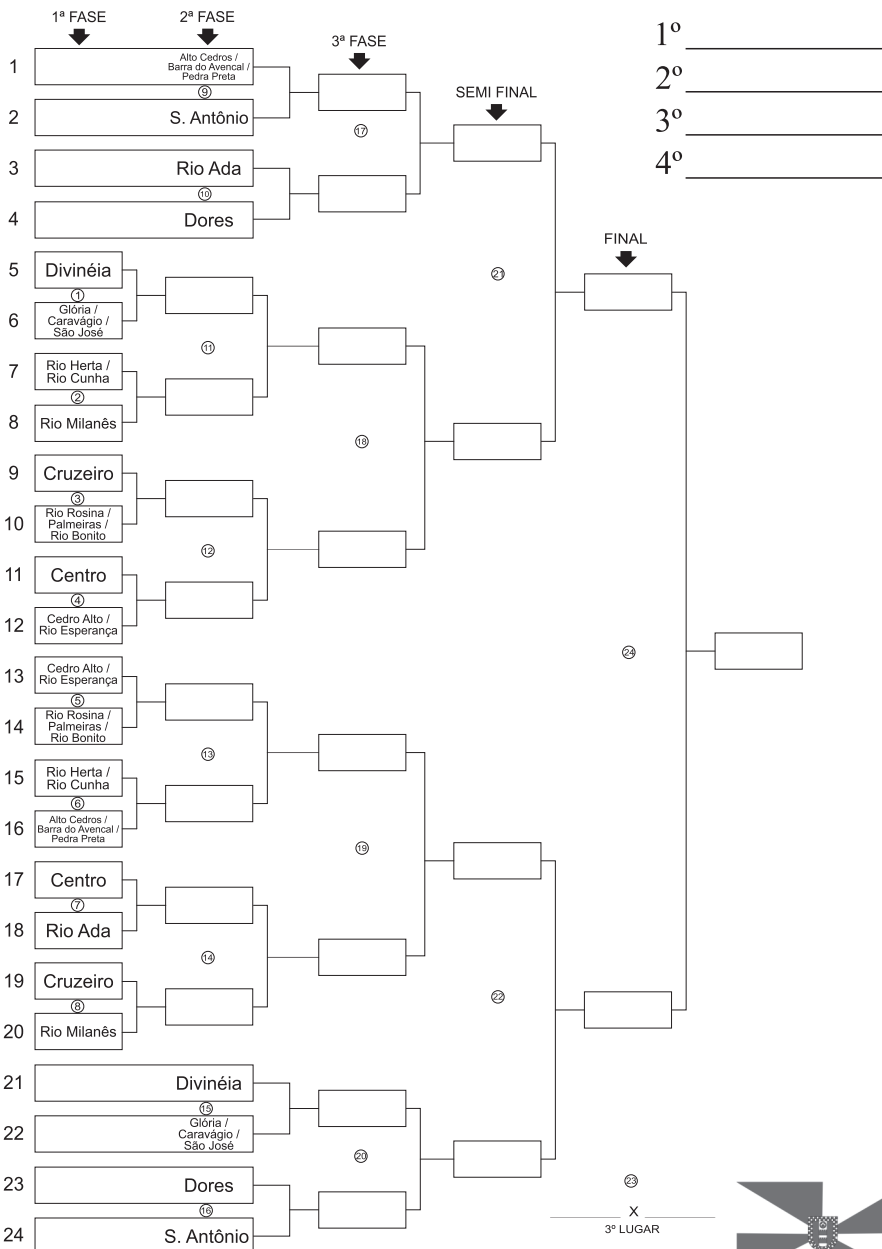 1ª FASE
2ª FASE
3ª FASE
SEMI FINAL
FINAL
1º
2º
3º
4º
1
Alto Cedros /
Barra do Avencal /
Pedra Preta
9
2
S. Antônio
17
3
Rio Ada
10
4
Dores
21
5
Divinéia
1
6
Glória /
Caravágio /
São José
11
7
Rio Herta /
Rio Cunha
2
8
Rio Milanês
18
9
Cruzeiro
3
10
Rio Rosina /
Palmeiras /
Rio Bonito
12
11
Centro
4
12
Cedro Alto /
Rio Esperança
24
13
Cedro Alto /
Rio Esperança
5
14
Rio Rosina /
Palmeiras /
Rio Bonito
13
15
Rio Herta /
Rio Cunha
6
16
Alto Cedros /
Barra do Avencal /
Pedra Preta
19
17
Centro
7
18
Rio Ada
14
19
Cruzeiro
8
20
Rio Milanês
22
21
Divinéia
15
22
Glória /
Caravágio /
São José
20
23
Dores
16
24
S. Antônio
23
X
3º LUGAR